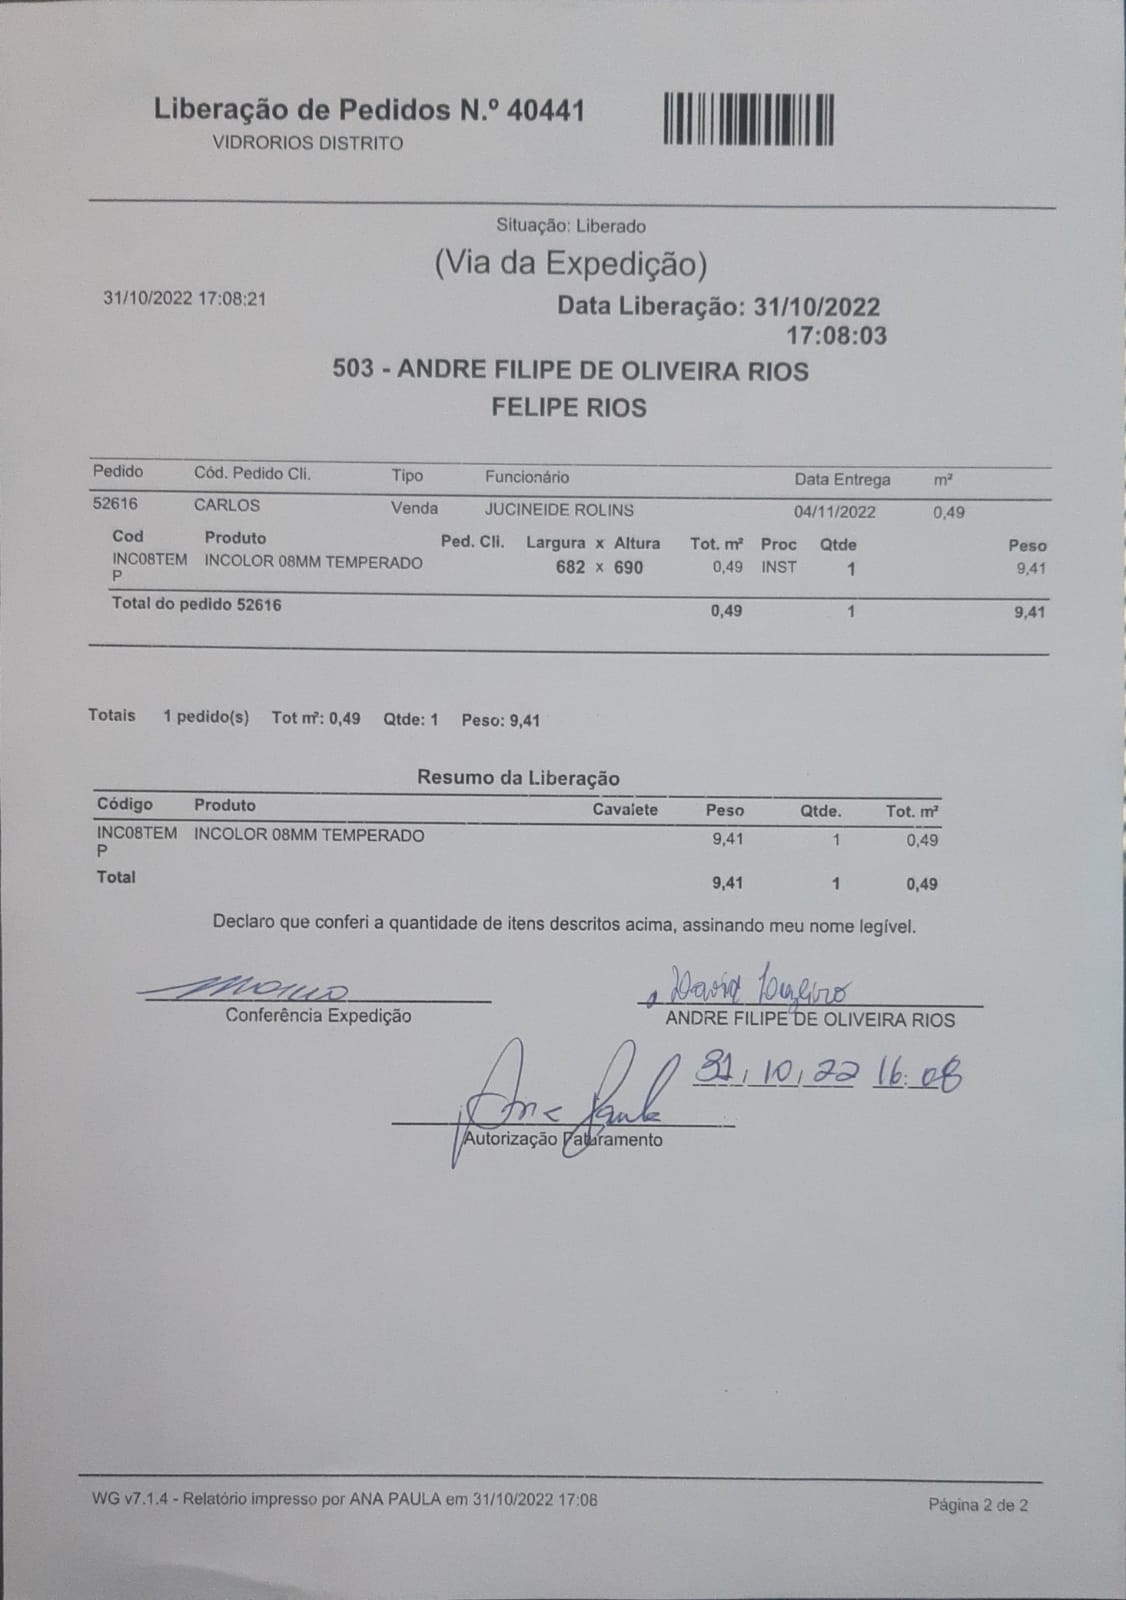 Liberação de Pedidos N.º 40441
VIDRORIOS DISTRITO
Situação: Liberado
(Via da Expedição)
31/10/2022 17:08:21
Data Liberação: 31/10/2022
17:08:03
503 - ANDRE FILIPE DE OLIVEIRA RIOS
FELIPE RIOS
Pedido Cód. Pedido Cli. Tipo Funcionário Data Entrega m²
52616 CARLOS Venda JUCINEIDE ROLINS 04/11/2022 0,49
Cod Produto Ped. Cli. Largura x Altura Tot. m² Proc Qtde Peso
INC08TEM INCOLOR 08MM TEMPERADO 682 x 690 0,49 INST 1 9,41
P
Total do pedido 52616 0,49 1 9,41
Totais 1 pedido(s) Tot m²: 0,49 Qtde: 1 Peso: 9,41
Resumo da Liberação
Código Produto Cavalete Peso Qtde. Tot. m²
INC08TEM INCOLOR 08MM TEMPERADO 9,41 1 0,49
P
Total 9,41 1 0,49
Declaro que conferi a quantidade de itens descritos acima, assinando meu nome legível.
David
Conferência Expedição ANDRE FILIPE DE OLIVEIRA RIOS
31,10,22 16:08
Ana Paula
Autorização Faturamento
WG v7.1.4 - Relatório impresso por ANA PAULA em 31/10/2022 17:08
Página 2 de 2